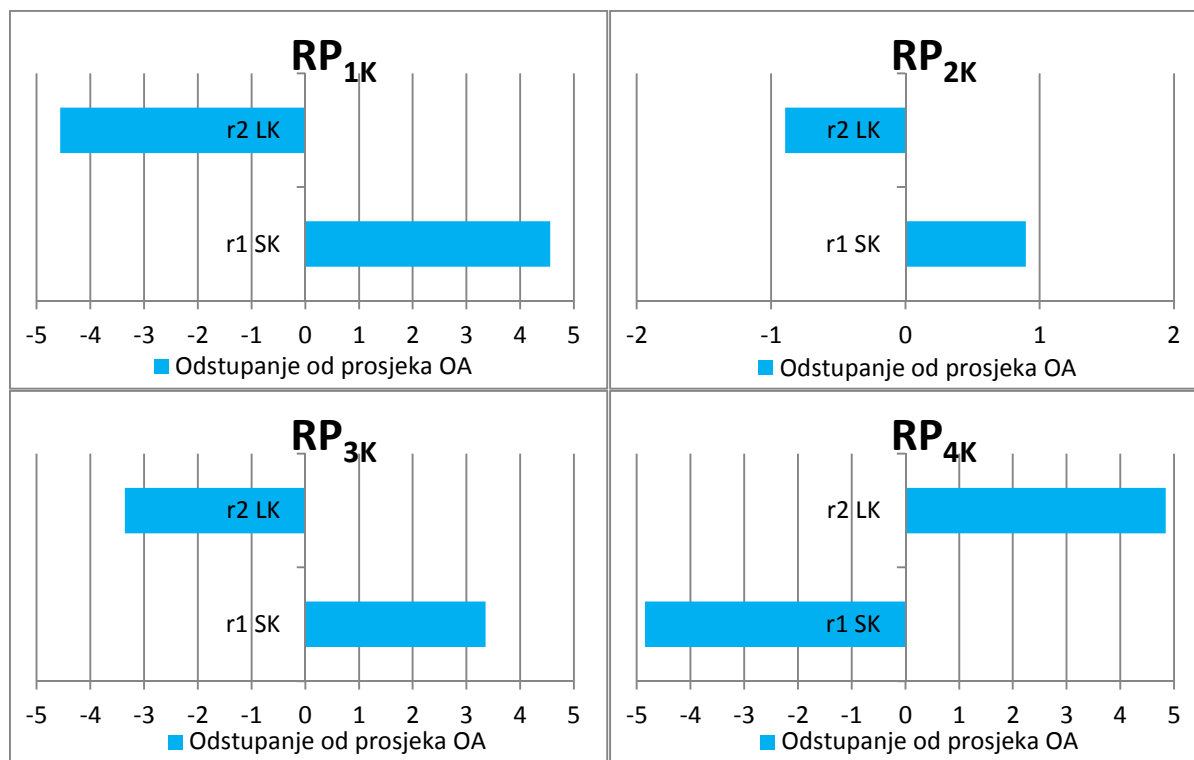 RP1K
r2 LK
r1 SK
-5 -4 -3 -2 -1 0 1 2 3 4 5
Odstupanje od prosjeka OA
RP2K
r2 LK
r1 SK
-2 -1 0 1 2
Odstupanje od prosjeka OA
RP3K
r2 LK
r1 SK
-5 -4 -3 -2 -1 0 1 2 3 4 5
Odstupanje od prosjeka OA
RP4K
r2 LK
r1 SK
-5 -4 -3 -2 -1 0 1 2 3 4 5
Odstupanje od prosjeka OA